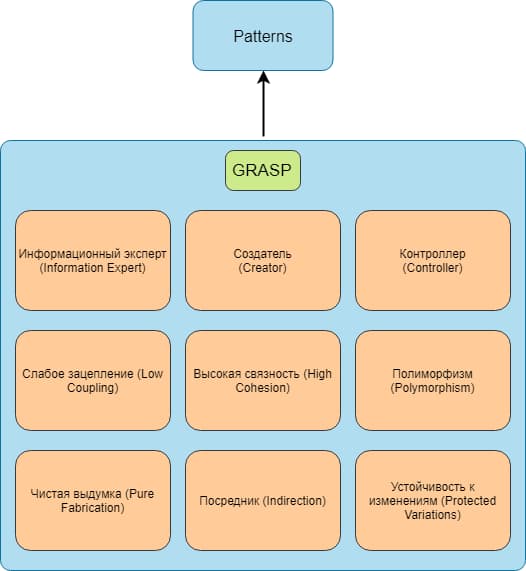 Patterns
GRASP
Информационный эксперт
(Information Expert)
Создатель
(Creator)
Контроллер
(Controller)
Слабое зацепление (Low
Coupling)
Высокая связность (High
Cohesion)
Полиморфизм
(Polymorphism)
Чистая выдумка (Pure
Fabrication)
Посредник (Indirection)
Устойчивость к
изменениям (Protected
Variations)